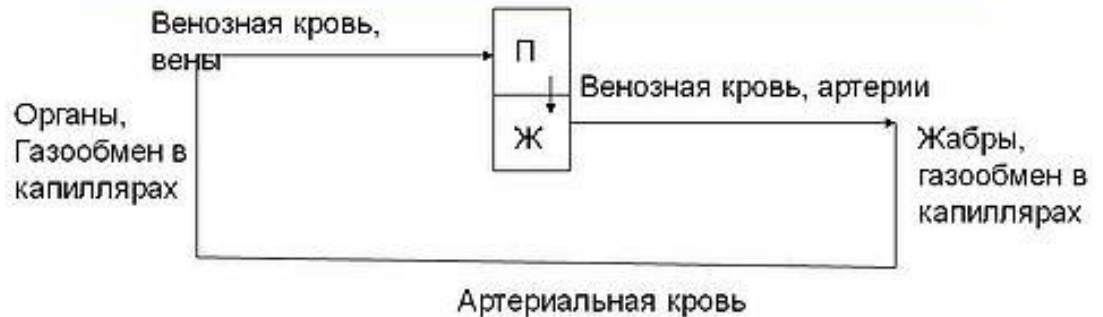 Венозная кровь,
вены
П
Венозная кровь, артерии
Ж
Органы,
Газообмен в
капиллярах
Жабры,
газообмен в
капиллярах
Артериальная кровь